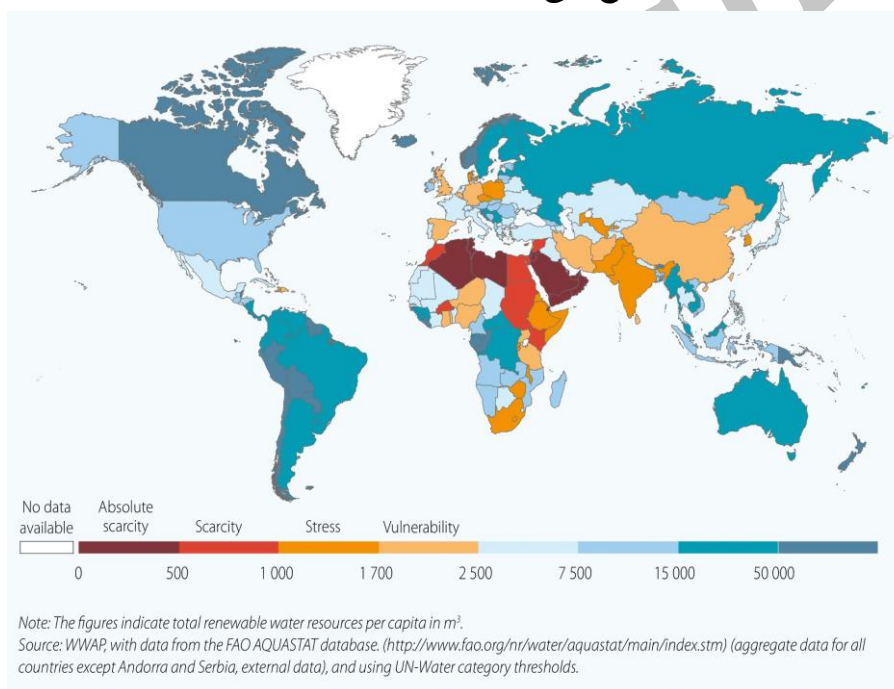 No data available
Absolute scarcity
Scarcity
Stress
Vulnerability
0 500 1 000 1 700 2 500 7 500 15 000 50 000
Note: The figures indicate total renewable water resources per capita in m³.
Source: WWAP, with data from the FAO AQUASTAT database. (http://www.fao.org/nr/water/aquastat/main/index.stm) (aggregate data for all
countries except Andorra and Serbia, external data), and using UN-Water category thresholds.